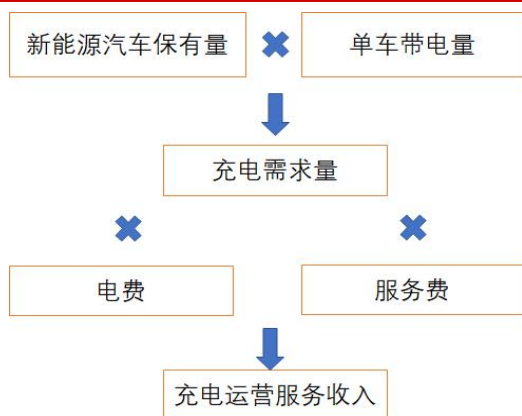 新能源汽车保有量
单车带电量
充电需求量
电费
服务费
充电运营服务收入